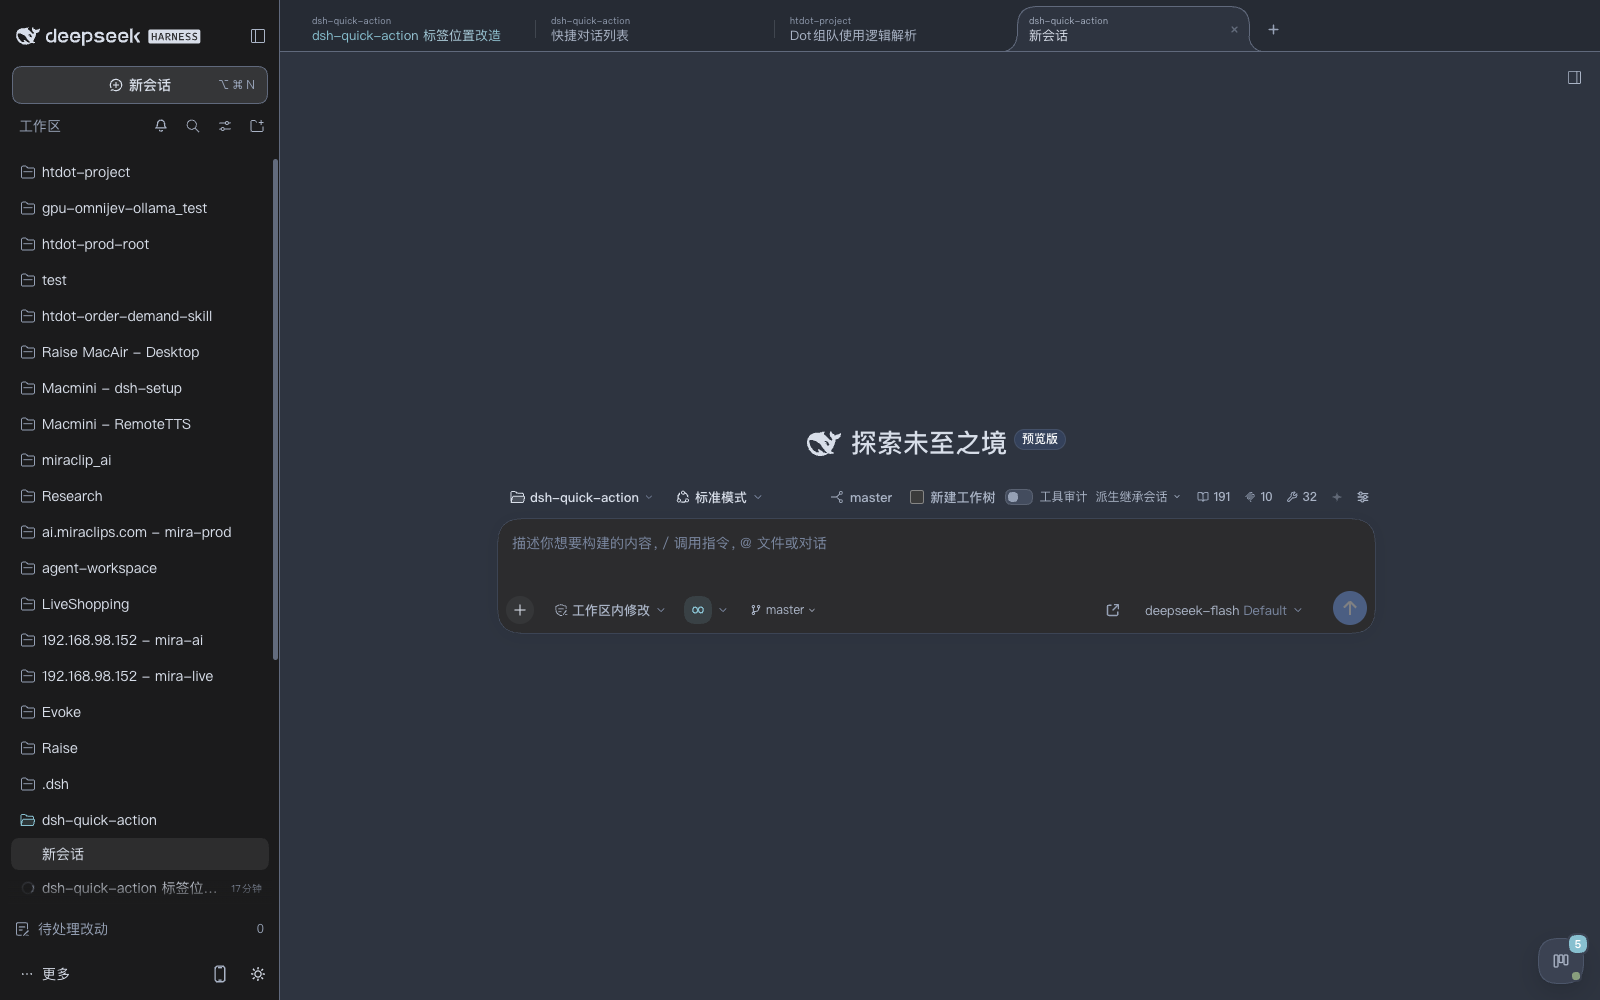 deepseek HARNESS
新会话 ⌥ ⌘ N
工作区
htdot-project
gpu-omnijev-ollama_test
htdot-prod-root
test
htdot-order-demand-skill
Raise MacAir - Desktop
Macmini - dsh-setup
Macmini - RemoteTTS
miraclip_ai
Research
ai.miraclips.com - mira-prod
agent-workspace
LiveShopping
192.168.98.152 - mira-ai
192.168.98.152 - mira-live
Evoke
Raise
.dsh
dsh-quick-action
新会话
dsh-quick-action 标签位... 17分钟
待处理改动 0
··· 更多
dsh-quick-action
dsh-quick-action 标签位置改造
dsh-quick-action
快捷对话列表
htdot-project
Dot组队使用逻辑解析
dsh-quick-action
新会话 × +
探索未至之境 预览版
dsh-quick-action 标准模式 master 新建工作树 工具审计 派生继承会话 191 10 32
描述你想要构建的内容, / 调用指令, @ 文件或对话
工作区内修改 ∞ master deepseek-flash Default
5